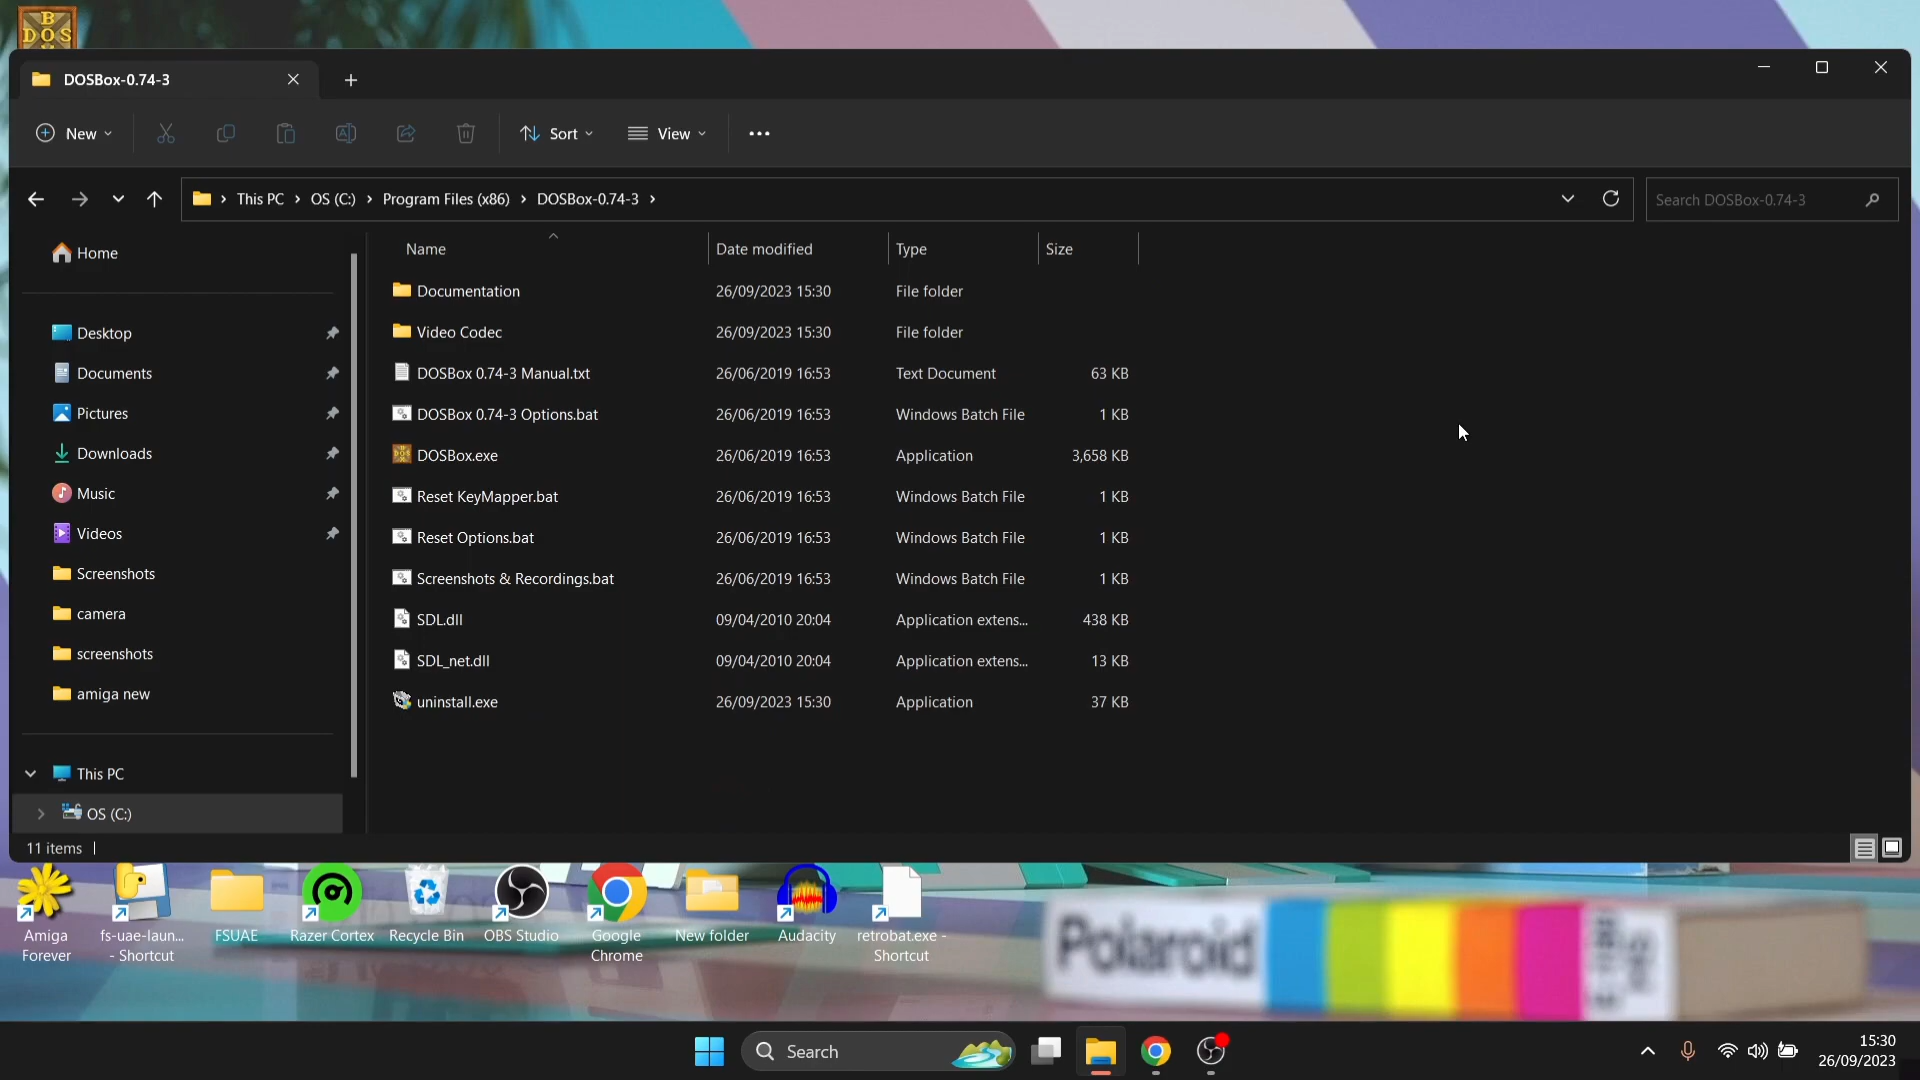 B
DOS
DOSBox-0.74-3
New
Sort
View
This PC
OS (C:)
Program Files (x86)
DOSBox-0.74-3
Search DOSBox-0.74-3
Home
Desktop
Documents
Pictures
Downloads
Music
Videos
Screenshots
camera
screenshots
amiga new
This PC
OS (C:)
Name Date modified Type Size
Documentation 26/09/2023 15:30 File folder
Video Codec 26/09/2023 15:30 File folder
DOSBox 0.74-3 Manual.txt 26/06/2019 16:53 Text Document 63 KB
DOSBox 0.74-3 Options.bat 26/06/2019 16:53 Windows Batch File 1 KB
DOSBox.exe 26/06/2019 16:53 Application 3,658 KB
Reset KeyMapper.bat 26/06/2019 16:53 Windows Batch File 1 KB
Reset Options.bat 26/06/2019 16:53 Windows Batch File 1 KB
Screenshots & Recordings.bat 26/06/2019 16:53 Windows Batch File 1 KB
SDL.dll 09/04/2010 20:04 Application extens... 438 KB
SDL_net.dll 09/04/2010 20:04 Application extens... 13 KB
uninstall.exe 26/09/2023 15:30 Application 37 KB
11 items
Amiga
Forever
fs-uae-laun...
- Shortcut
FSUAE
Razer Cortex
Recycle Bin
OBS Studio
Google
Chrome
New folder
Audacity
retrobat.exe -
Shortcut
Polaroid
Search
15:30
26/09/2023